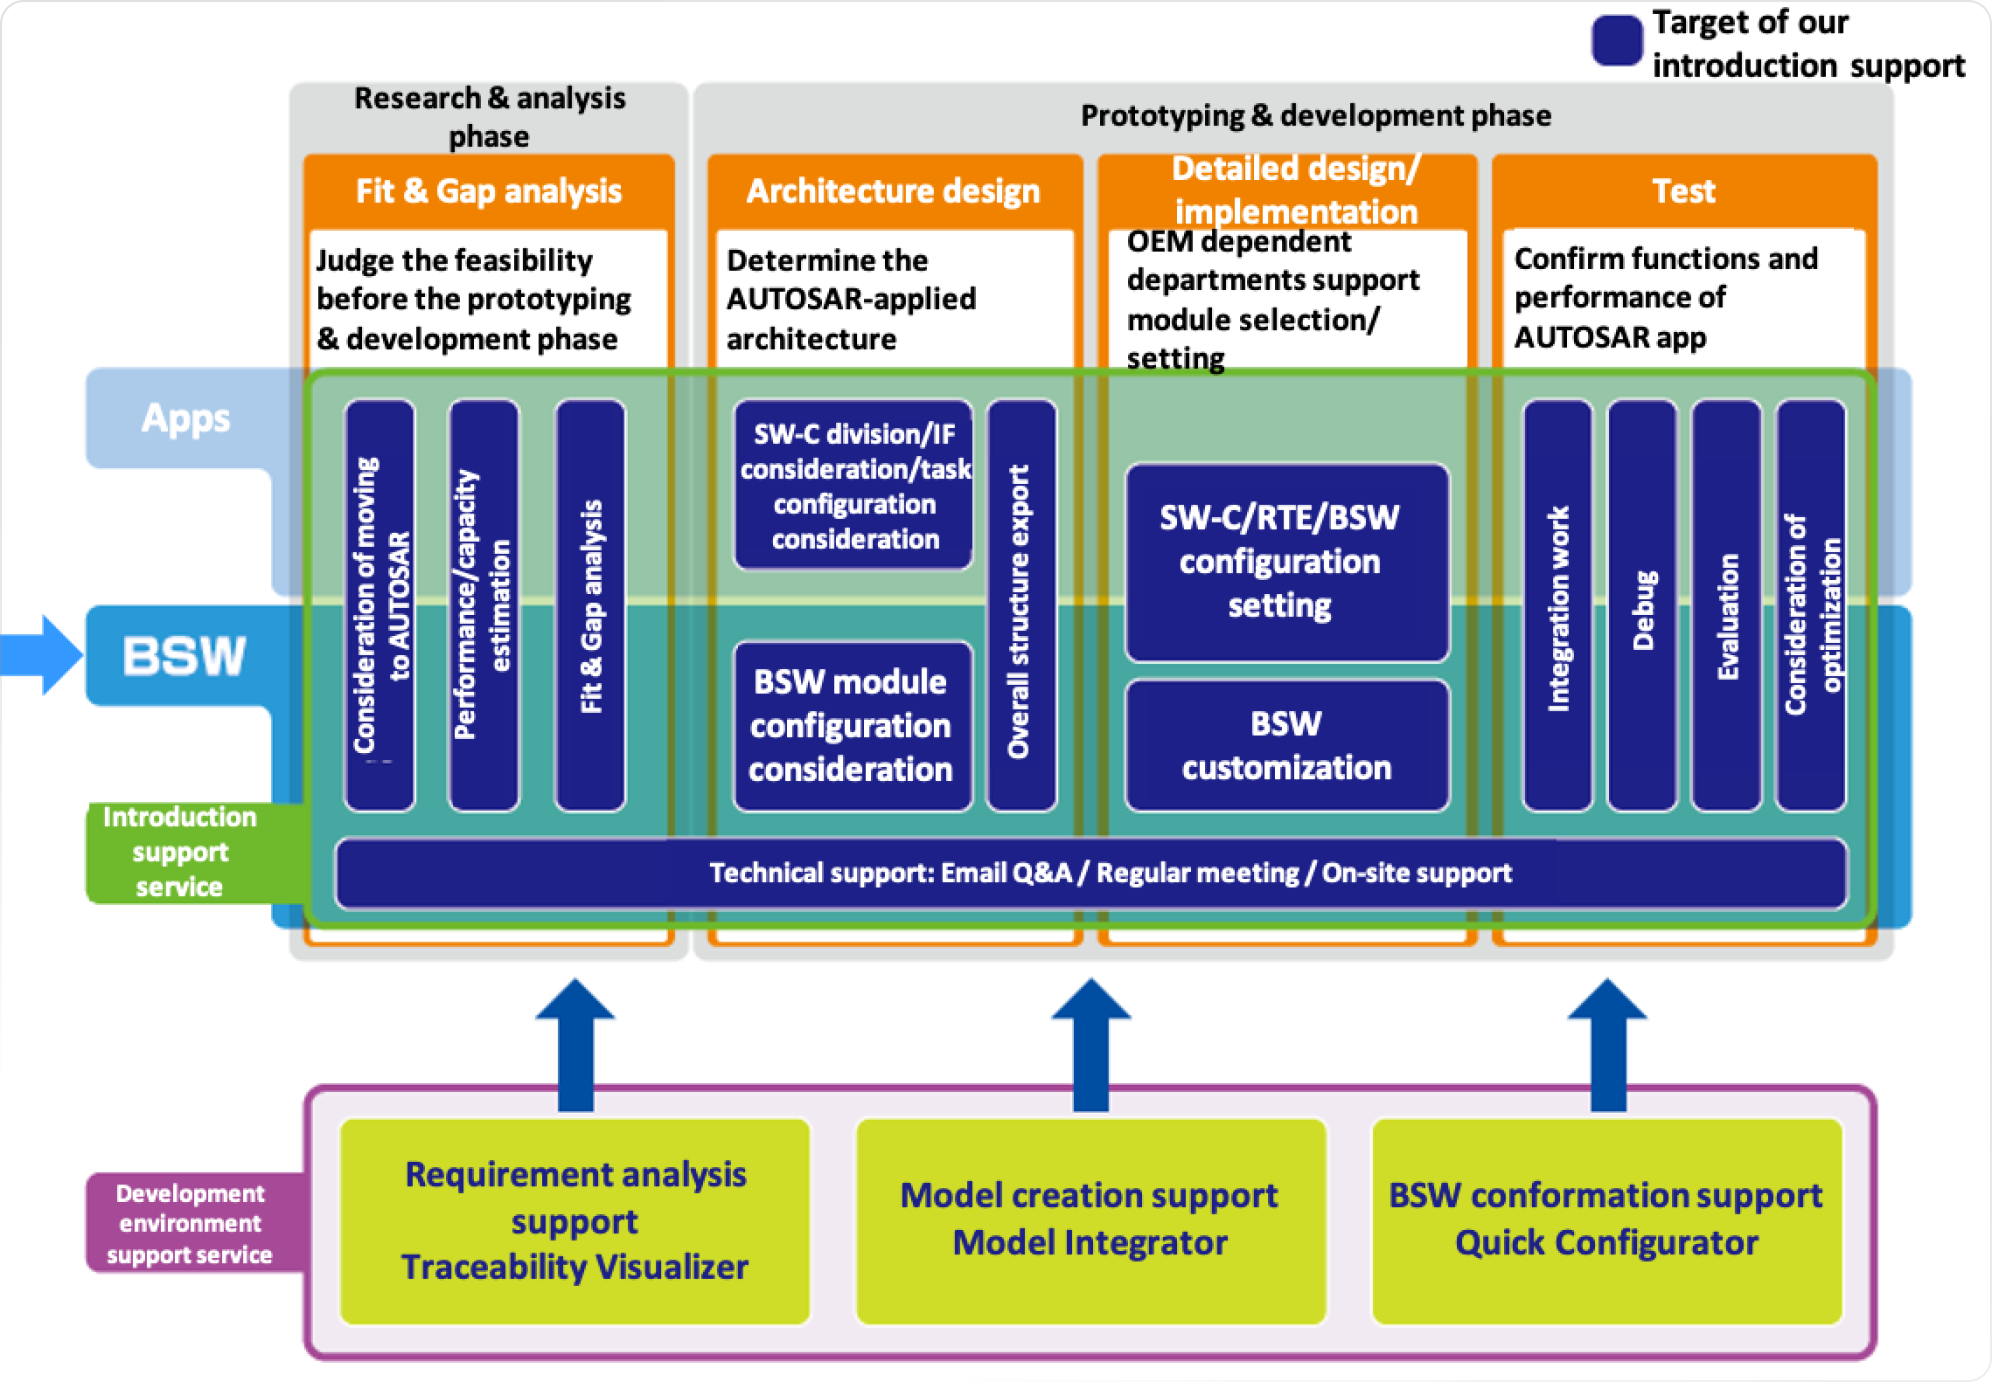 Target of our
introduction support
Research & analysis
phase
Prototyping & development phase
Fit & Gap analysis
Architecture design
Detailed design/
implementation
Test
Judge the feasibility
before the prototyping
& development phase
Determine the
AUTOSAR-applied
architecture
OEM dependent
departments support
module selection/
setting
Confirm functions and
performance of
AUTOSAR app
Apps
BSW
Introduction
support
service
Consideration of moving
to AUTOSAR
Performance/capacity
estimation
Fit & Gap analysis
SW-C division/IF
consideration/task
configuration
consideration
BSW module
configuration
consideration
Overall structure export
SW-C/RTE/BSW
configuration
setting
BSW
customization
Integration work
Debug
Evaluation
Consideration of
optimization
Technical support: Email Q&A / Regular meeting / On-site support
Development
environment
support service
Requirement analysis
support
Traceability Visualizer
Model creation support
Model Integrator
BSW conformation support
Quick Configurator